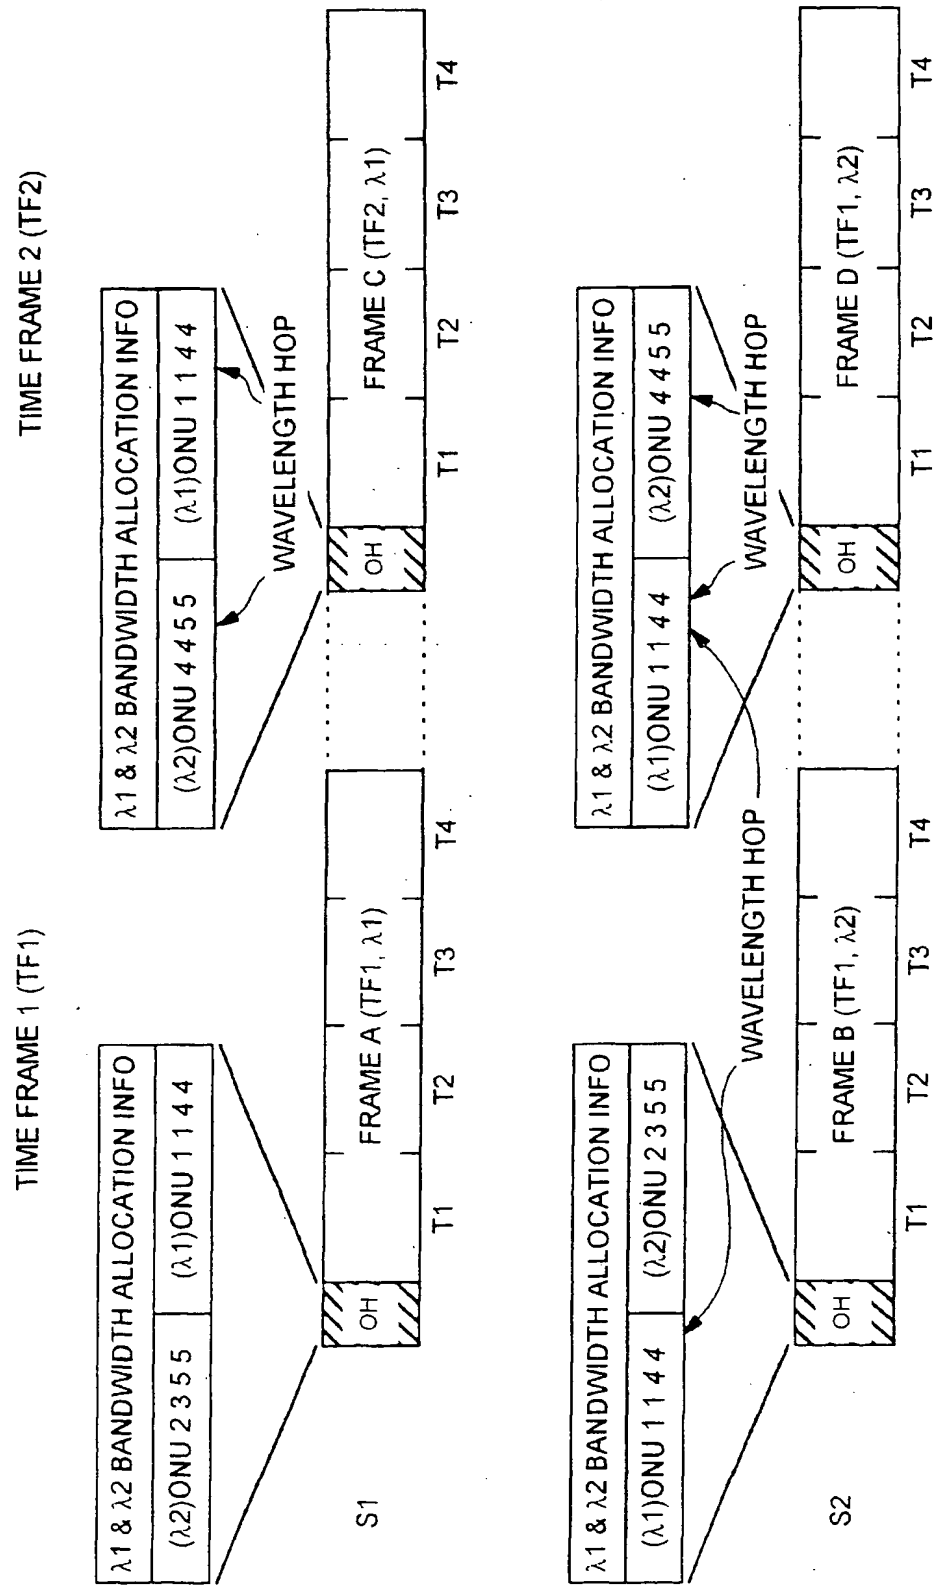 TIME FRAME 1 (TF1)
TIME FRAME 2 (TF2)
λ1 & λ2 BANDWIDTH ALLOCATION INFO
(λ2)ONU 2 3 5 5
(λ1)ONU 1 1 4 4
λ1 & λ2 BANDWIDTH ALLOCATION INFO
(λ2)ONU 4 4 5 5
(λ1)ONU 1 1 4 4
WAVELENGTH HOP
S1
OH
FRAME A (TF1, λ1)
OH
FRAME C (TF2, λ1)
T1
T2
T3
T4
T1
T2
T3
T4
λ1 & λ2 BANDWIDTH ALLOCATION INFO
(λ1)ONU 1 1 4 4
(λ2)ONU 2 3 5 5
λ1 & λ2 BANDWIDTH ALLOCATION INFO
(λ1)ONU 1 1 4 4
(λ2)ONU 4 4 5 5
WAVELENGTH HOP
WAVELENGTH HOP
S2
OH
FRAME B (TF1, λ2)
OH
FRAME D (TF1, λ2)
T1
T2
T3
T4
T1
T2
T3
T4